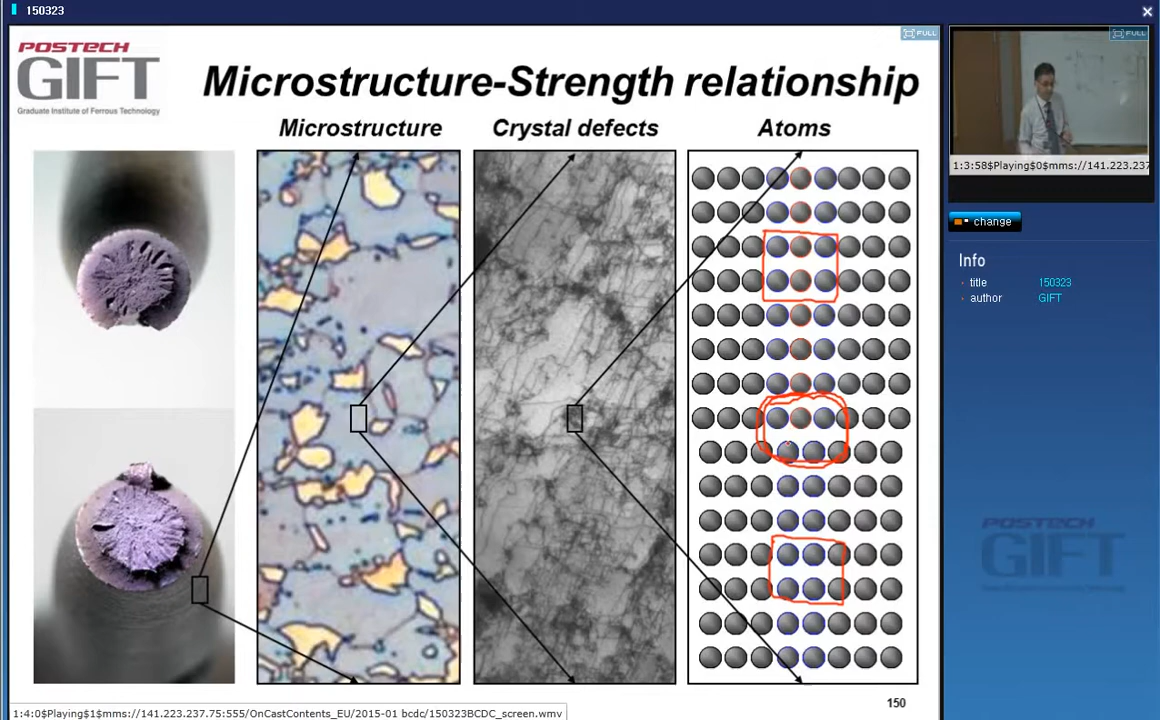 150323
POSTECH
GIFT
Graduate Institute of Ferrous Technology
Microstructure-Strength relationship
FULL
Microstructure
Crystal defects
Atoms
150
1:4:0$Playing$1$mms://141.223.237.75:555/OnCastContents_EU/2015-01 bcdc/150323BCDC_screen.wmv
FULL
1:3:58$Playing$0$mms://141.223.237
change
Info
title 150323
author GIFT
POSTECH
GIFT